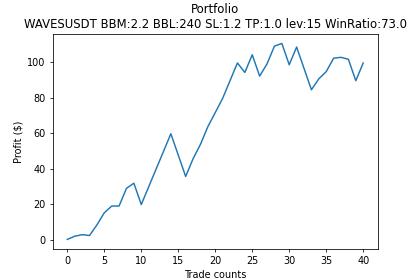 Portfolio
WAVESUSDT BBM:2.2 BBL:240 SL:1.2 TP:1.0 lev:15 WinRatio:73.0
100
80
60
40
20
0
Profit ($)
0 5 10 15 20 25 30 35 40
Trade counts